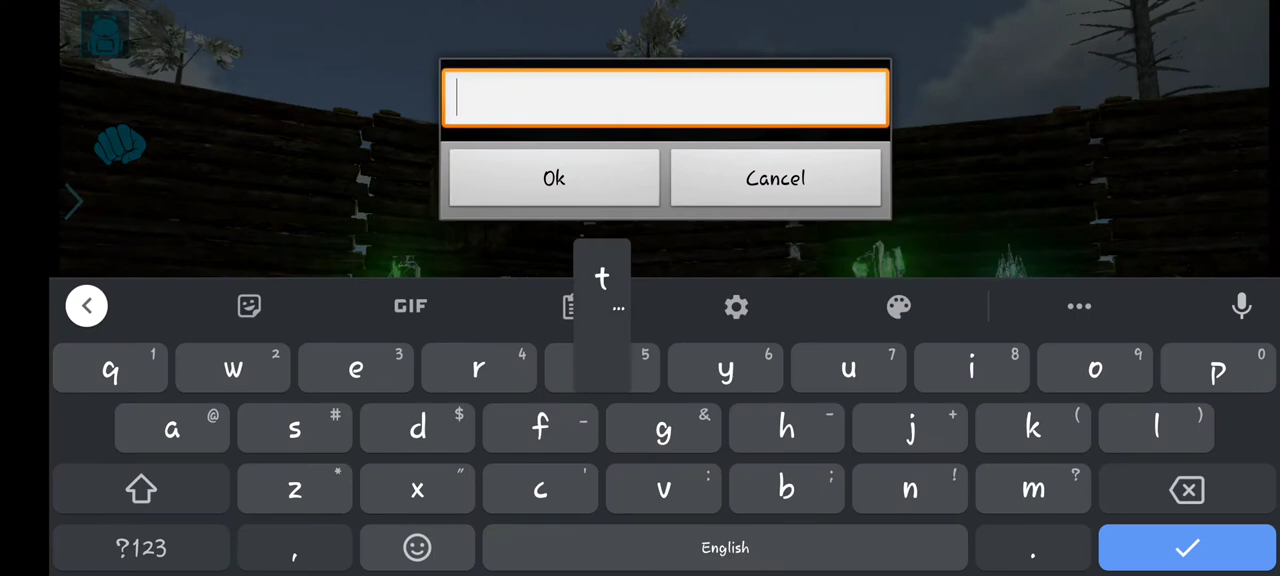 Ok Cancel
t
...
GIF
q 1 w 2 e 3 r 4 5 y 6 u 7 i 8 o 9 p 0
a @ s # d $ f - g & h - j + k ( l )
z * x " c ' v : b ; n ! m ?
?123 , English .